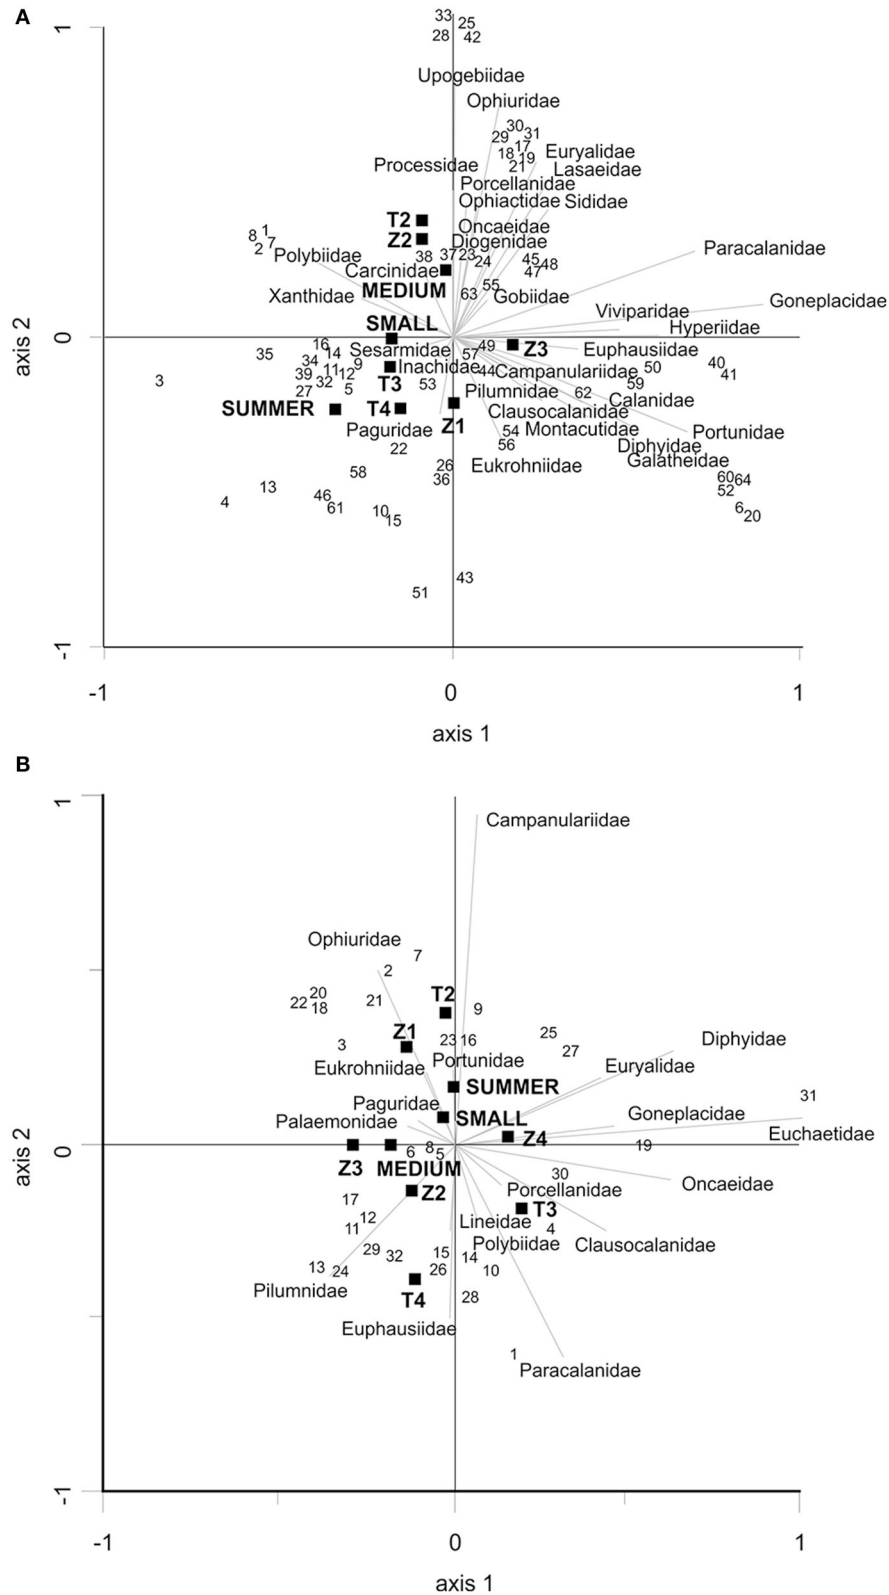 A
33
25
1
28
42
Upogebiidae
Ophiuridae
30
29
31
17
18
19
Euryalidae
Processidae
21
Lasaeidae
Porcellanidae
Ophiactidae
Sididae
T2
Oncaeidae
8
1
7
Z2
Diogenidae
2
Paracalanidae
Polybiidae
38
37
23
24
45
48
47
Carcinidae
MEDIUM
63
55
Gobiidae
Xanthidae
Goneplacidae
Viviparidae
SMALL
Hyperiidae
axis 2
0
16
35
14
Sesarmidae
57
49
Z3
Euphausiidae
34
9
Inachidae
44
Campanulariidae
50
40
41
3
39
11
12
32
T3
53
59
27
5
Pilumnidae
62
Calanidae
SUMMER
T4
Z1
Clausocalanidae
Paguridae
54
Montacutidae
Portunidae
22
56
Diphyidae
26
Eukrohniidae
Galatheidae
58
36
60
64
13
52
4
46
61
10
15
6
20
43
51
-1
-1
0
1
axis 1
B
1
Campanulariidae
Ophiuridae
7
2
20
22
18
21
T2
9
Z1
23
16
25
3
27
Diphyidae
Eukrohniidae
Portunidae
Euryalidae
SUMMER
31
Paguridae
SMALL
Goneplacidae
Palaemonidae
Z4
Euchaetidae
axis 2
0
6
8
5
19
Z3
MEDIUM
30
Oncaeidae
Z2
Porcellanidae
17
T3
12
11
Lineidae
4
29
32
15
Polybiidae
Clausocalanidae
14
13
24
26
10
Pilumnidae
T4
28
Euphausiidae
1
Paracalanidae
-1
-1
0
1
axis 1